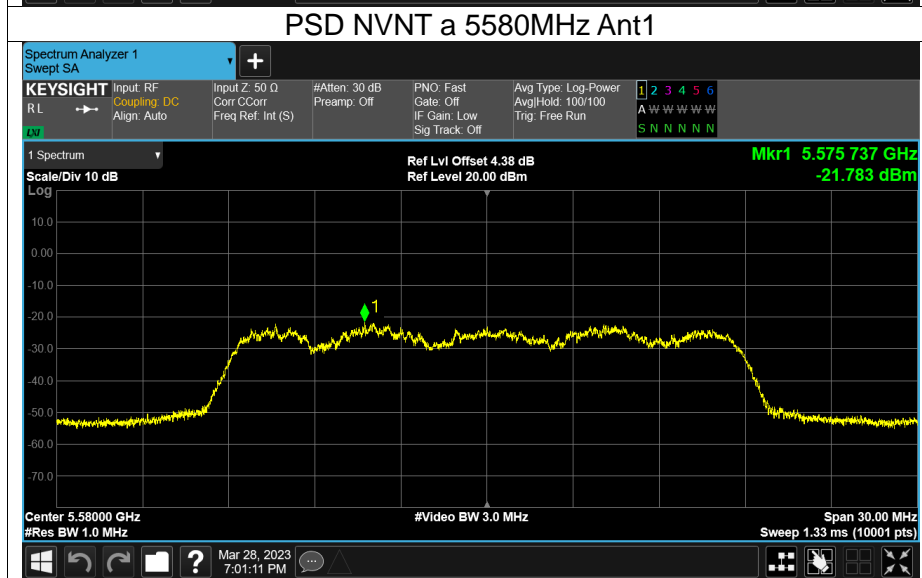 PSD NVNT a 5580MHz Ant1
Spectrum Analyzer 1
Swept SA
+
KEYSIGHT
R L
LXI
Input: RF
Coupling: DC
Align: Auto
Input Z: 50 Ω
Corr CCorr
Freq Ref: Int (S)
#Atten: 30 dB
Preamp: Off
PNO: Fast
Gate: Off
IF Gain: Low
Sig Track: Off
Avg Type: Log-Power
Avg|Hold: 100/100
Trig: Free Run
1 2 3 4 5 6
A W W W W W
S N N N N N
1 Spectrum
Scale/Div 10 dB
Log
Ref Lvl Offset 4.38 dB
Ref Level 20.00 dBm
Mkr1 5.575 737 GHz
-21.783 dBm
10.0
0.00
-10.0
-20.0
-30.0
-40.0
-50.0
-60.0
-70.0
1
Center 5.58000 GHz
#Res BW 1.0 MHz
#Video BW 3.0 MHz
Span 30.00 MHz
Sweep 1.33 ms (10001 pts)
?
Mar 28, 2023
7:01:11 PM